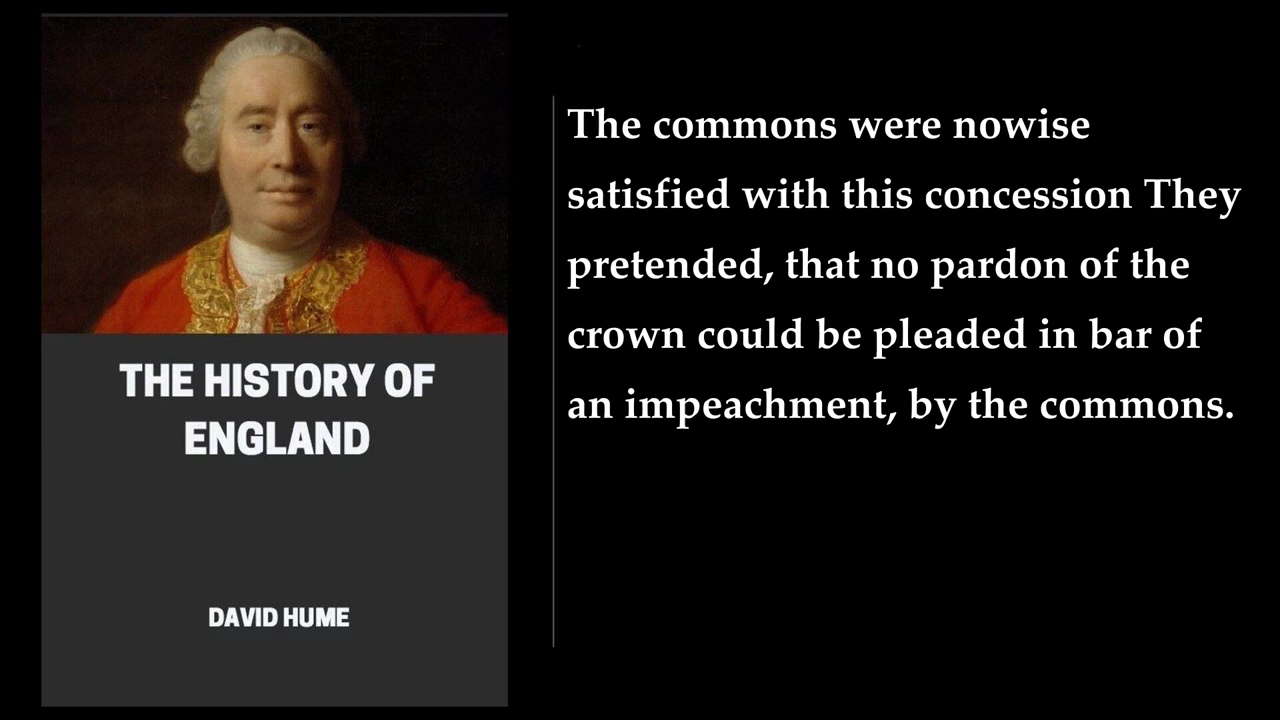 THE HISTORY OF
ENGLAND
DAVID HUME
The commons were nowise
satisfied with this concession They
pretended, that no pardon of the
crown could be pleaded in bar of
an impeachment, by the commons.